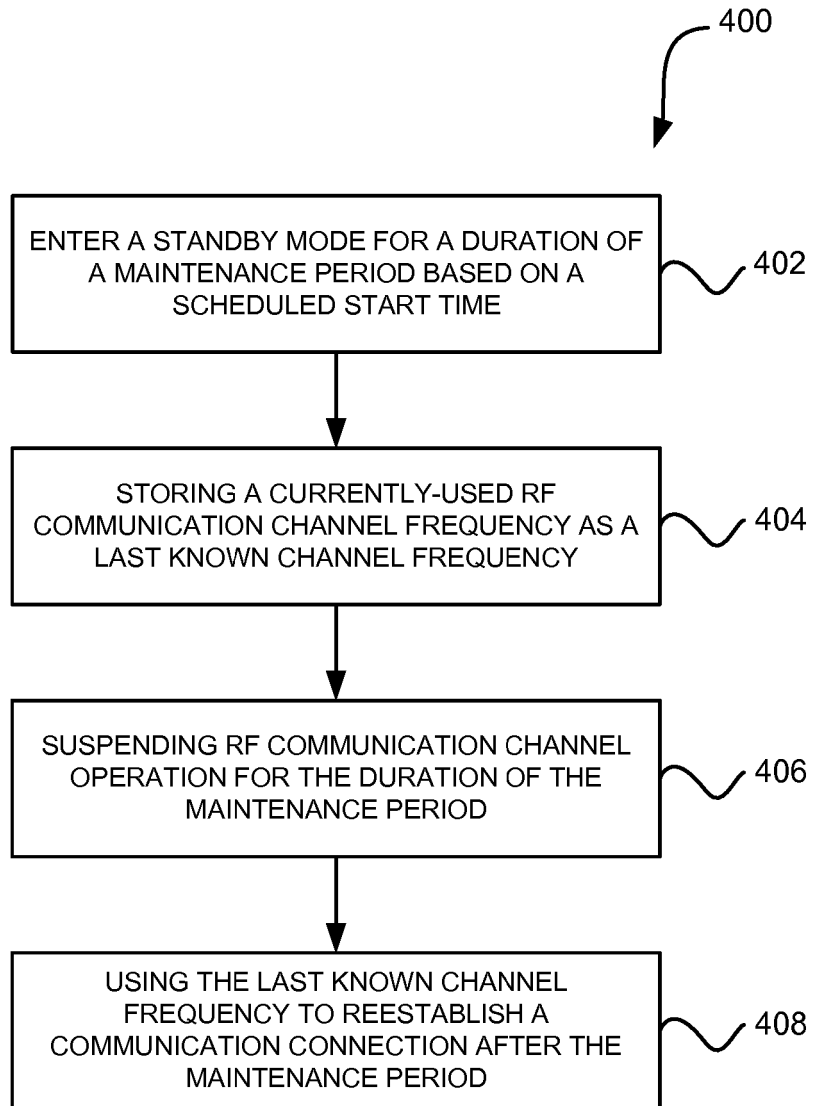 400
ENTER A STANDBY MODE FOR A DURATION OF
A MAINTENANCE PERIOD BASED ON A
SCHEDULED START TIME
402
STORING A CURRENTLY-USED RF
COMMUNICATION CHANNEL FREQUENCY AS A
LAST KNOWN CHANNEL FREQUENCY
404
SUSPENDING RF COMMUNICATION CHANNEL
OPERATION FOR THE DURATION OF THE
MAINTENANCE PERIOD
406
USING THE LAST KNOWN CHANNEL
FREQUENCY TO REESTABLISH A
COMMUNICATION CONNECTION AFTER THE
MAINTENANCE PERIOD
408